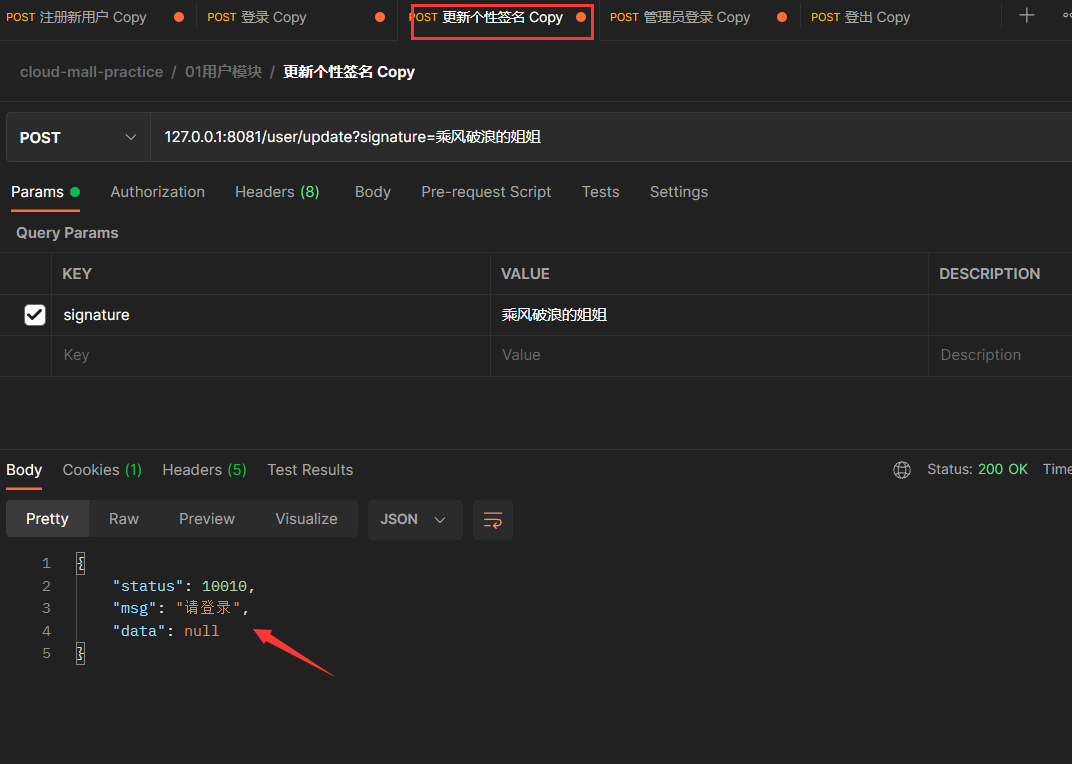 POST 注册新用户 Copy POST 登录 Copy POST 更新个性签名 Copy POST 管理员登录 Copy POST 登出 Copy
cloud-mall-practice / 01用户模块 / 更新个性签名 Copy
POST 127.0.0.1:8081/user/update?signature=乘风破浪的姐姐
Params Authorization Headers (8) Body Pre-request Script Tests Settings
Query Params
KEY VALUE DESCRIPTION
signature 乘风破浪的姐姐
Key Value Description
Body Cookies (1) Headers (5) Test Results Status: 200 OK Time
Pretty Raw Preview Visualize JSON
1 {
2 "status": 10010,
3 "msg": "请登录",
4 "data": null
5 }